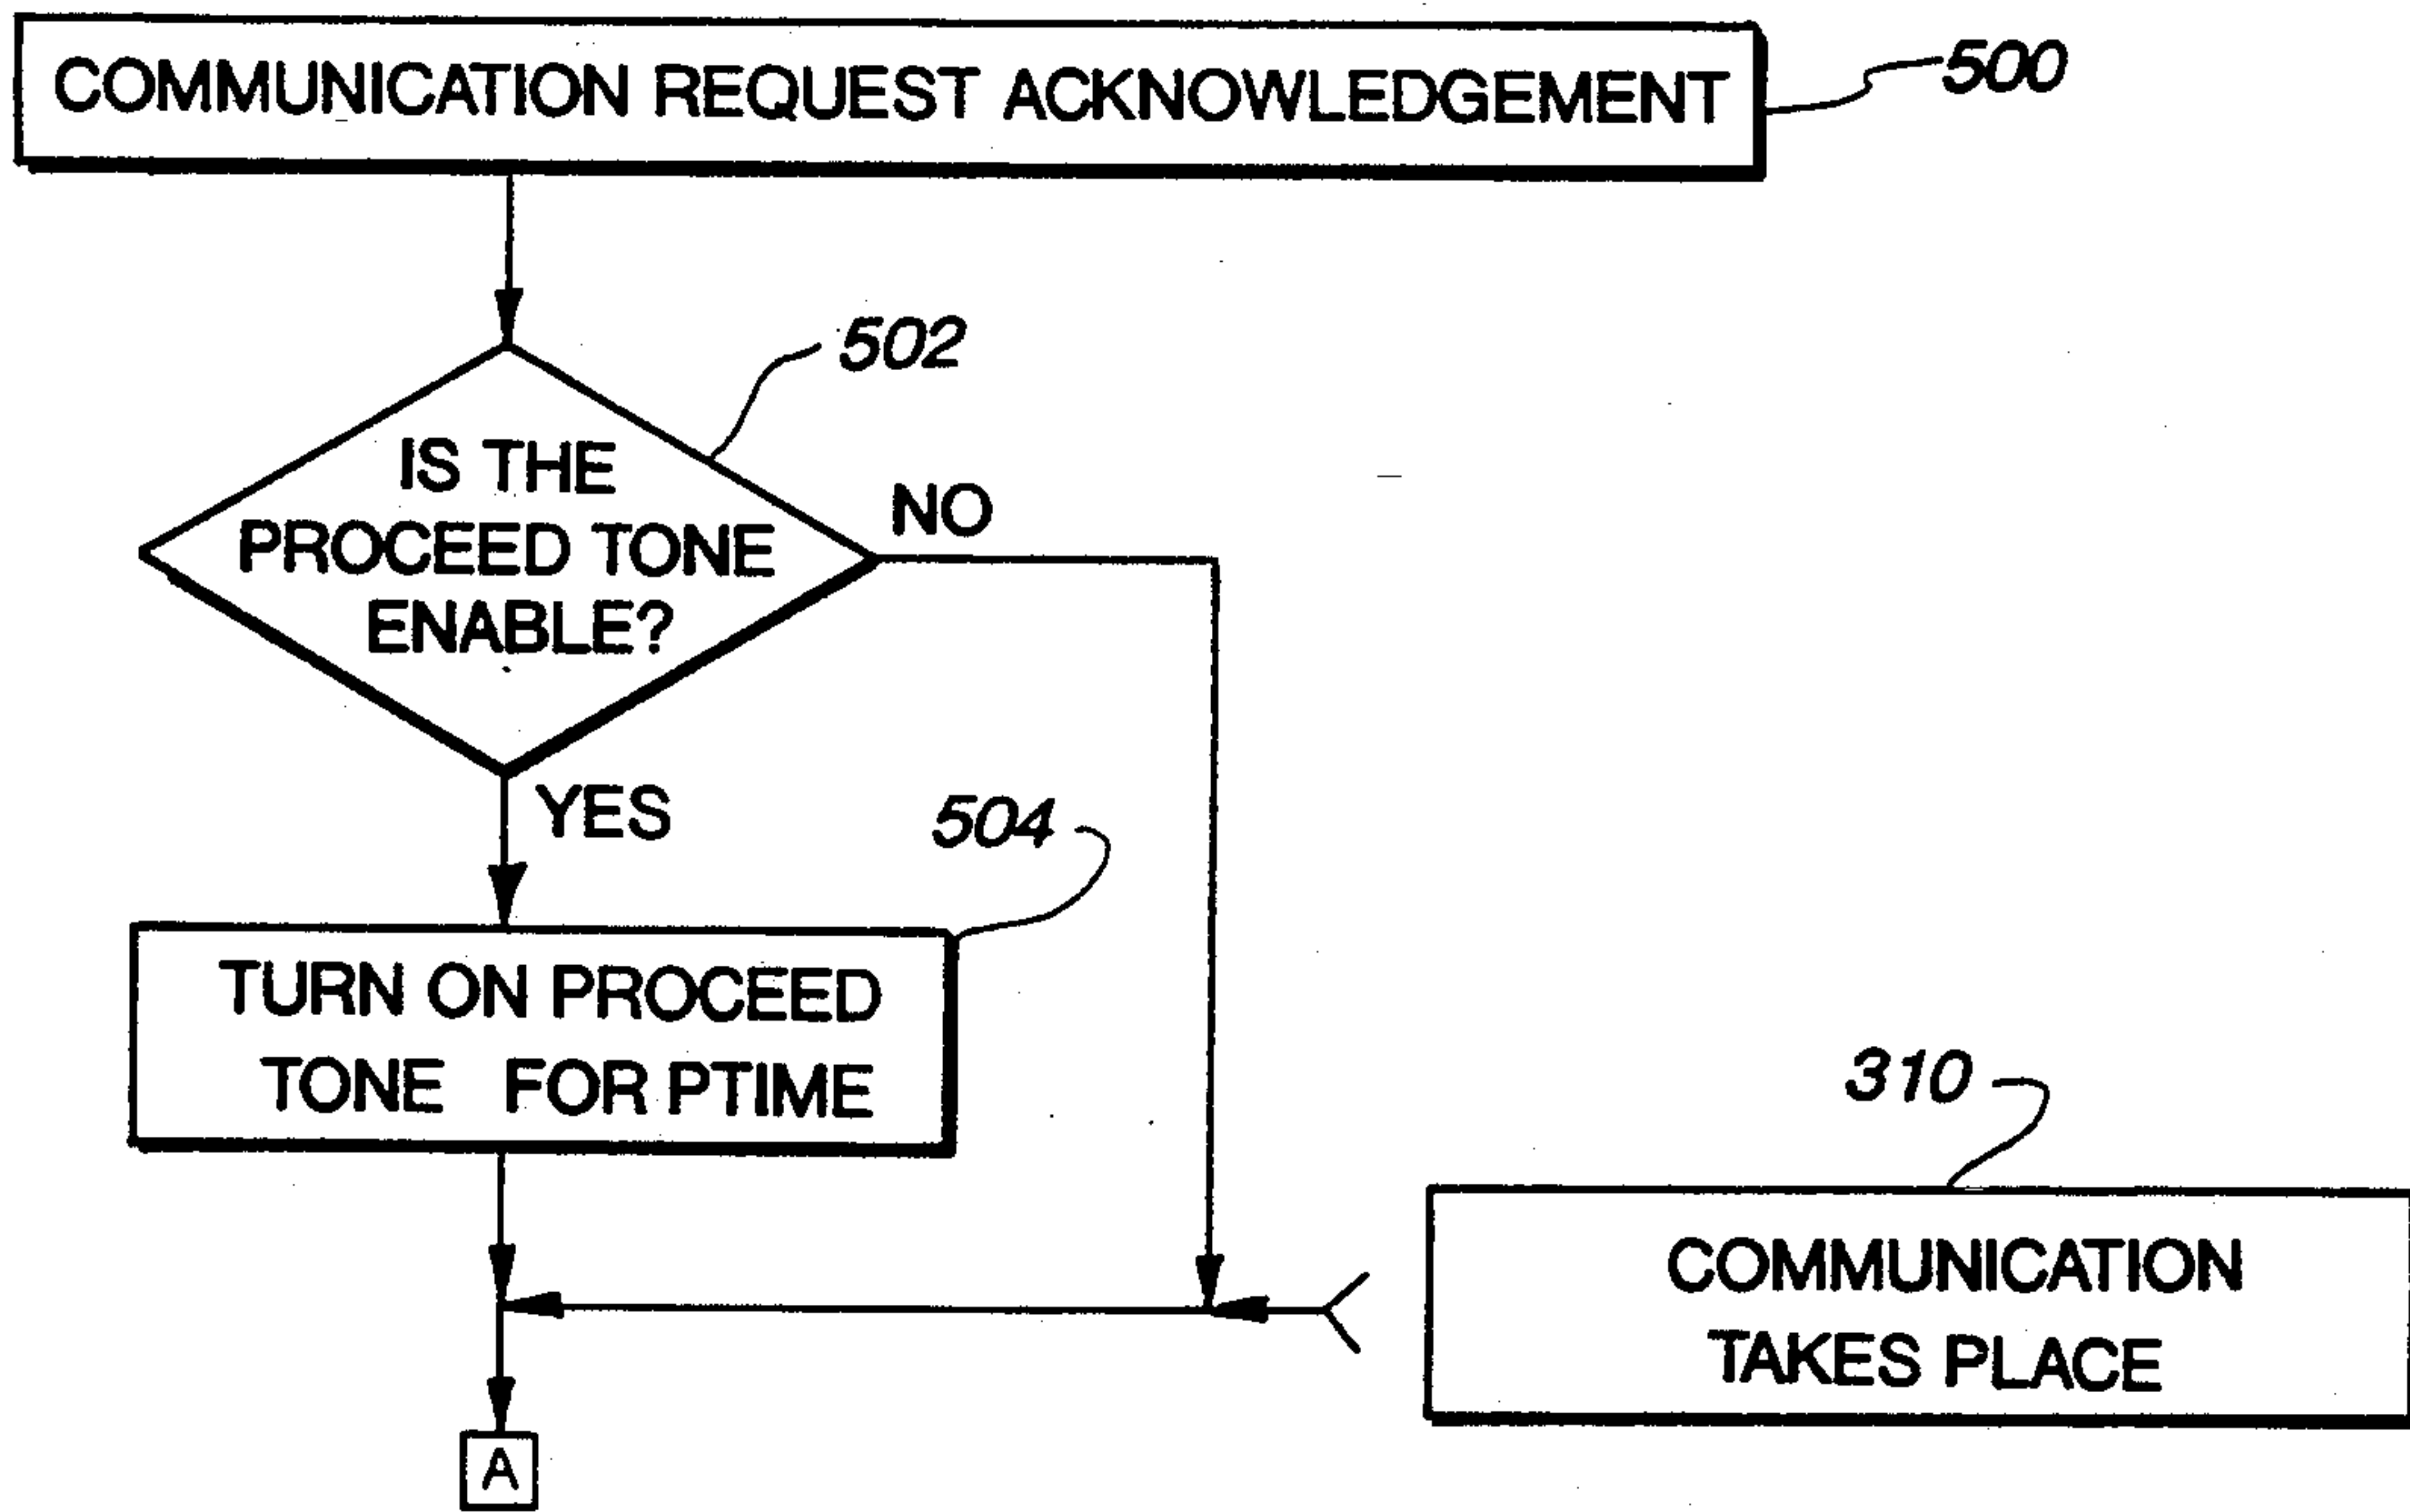 COMMUNICATION REQUEST ACKNOWLEDGEMENT
500
502
IS THE
PROCEED TONE
ENABLE?
NO
YES
504
TURN ON PROCEED
TONE FOR PTIME
310
COMMUNICATION
TAKES PLACE
A